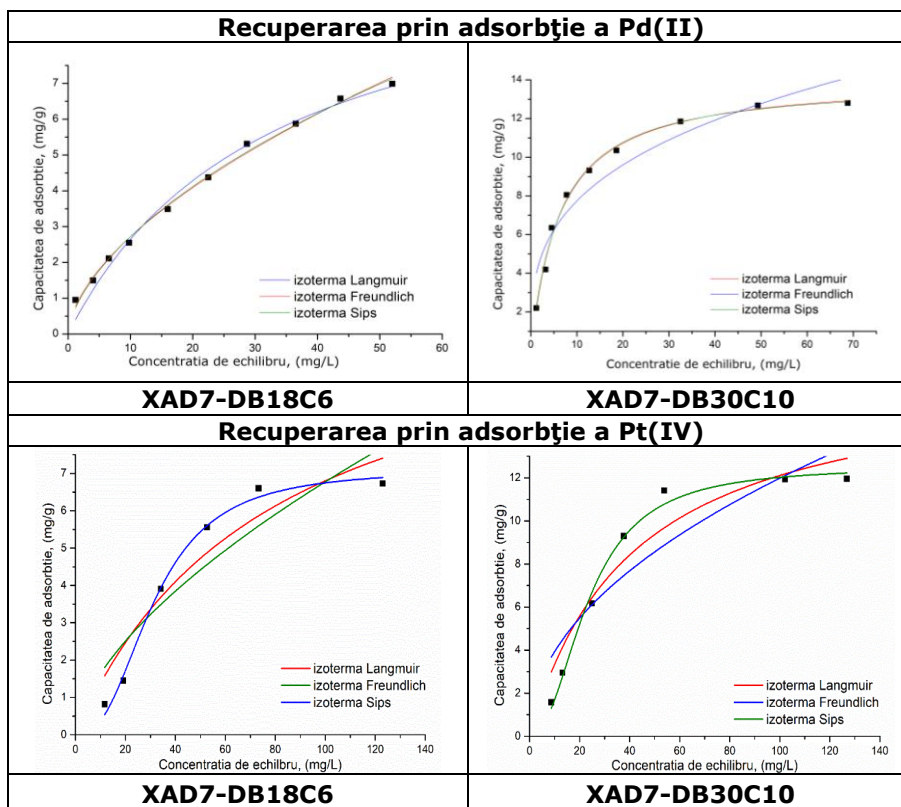 Recuperarea prin adsorbţie a Pd(II)
Capacitatea de adsorbtie, (mg/g)
7
6
5
4
3
2
1
0
izoterma Langmuir
izoterma Freundlich
izoterma Sips
0 10 20 30 40 50 60
Concentratia de echilibru, (mg/L)
Capacitatea de adsorbtie, (mg/g)
14
12
10
8
6
4
2
izoterma Langmuir
izoterma Freundlich
izoterma Sips
0 10 20 30 40 50 60 70
Concentratie de echilibru, (mg/L)
XAD7-DB18C6 XAD7-DB30C10
Recuperarea prin adsorbţie a Pt(IV)
Capacitatea de adsorbtie, (mg/g)
7
6
5
4
3
2
1
0
izoterma Langmuir
izoterma Freundlich
izoterma Sips
0 20 40 60 80 100 120 140
Concentratia de echilbru, (mg/L)
Capacitatea de adsorbtie, (mg/g)
12
10
8
6
4
2
0
izoterma Langmuir
izoterma Freundlich
izoterma Sips
0 20 40 60 80 100 120 140
Concentratia de echilbru, (mg/L)
XAD7-DB18C6 XAD7-DB30C10